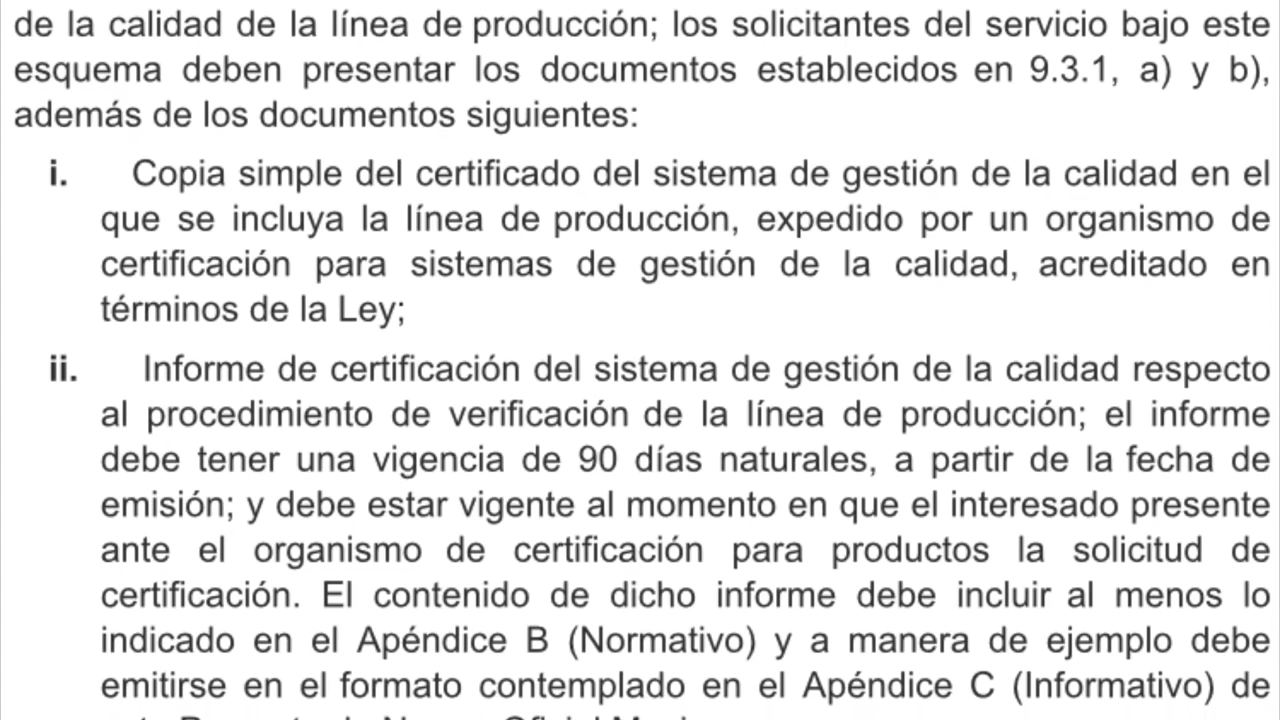 de la calidad de la línea de producción; los solicitantes del servicio bajo este
esquema deben presentar los documentos establecidos en 9.3.1, a) y b),
además de los documentos siguientes:
i. Copia simple del certificado del sistema de gestión de la calidad en el
que se incluya la línea de producción, expedido por un organismo de
certificación para sistemas de gestión de la calidad, acreditado en
términos de la Ley;
ii. Informe de certificación del sistema de gestión de la calidad respecto
al procedimiento de verificación de la línea de producción; el informe
debe tener una vigencia de 90 días naturales, a partir de la fecha de
emisión; y debe estar vigente al momento en que el interesado presente
ante el organismo de certificación para productos la solicitud de
certificación. El contenido de dicho informe debe incluir al menos lo
indicado en el Apéndice B (Normativo) y a manera de ejemplo debe
emitirse en el formato contemplado en el Apéndice C (Informativo) de